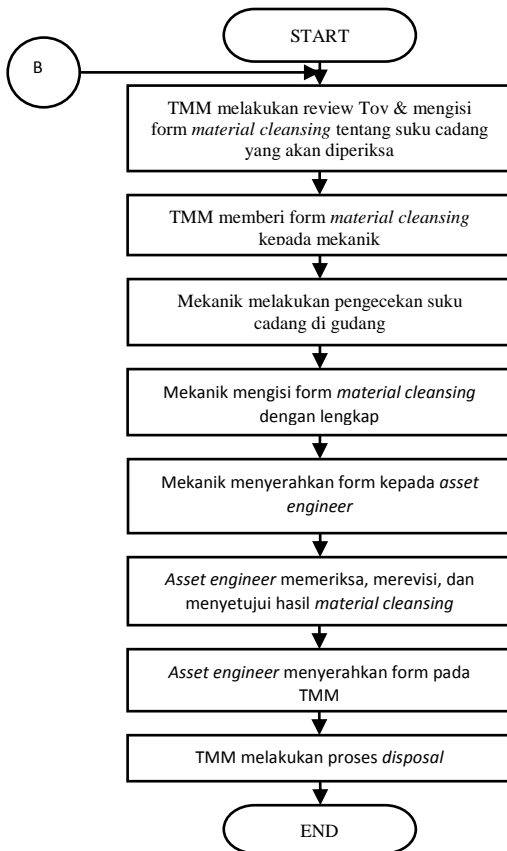 START
B
TMM melakukan review Tov & mengisi
form material cleansing tentang suku cadang
yang akan diperiksa
TMM memberi form material cleansing
kepada mekanik
Mekanik melakukan pengecekan suku
cadang di gudang
Mekanik mengisi form material cleansing
dengan lengkap
Mekanik menyerahkan form kepada asset
engineer
Asset engineer memeriksa, merevisi, dan
menyetujui hasil material cleansing
Asset engineer menyerahkan form pada
TMM
TMM melakukan proses disposal
END